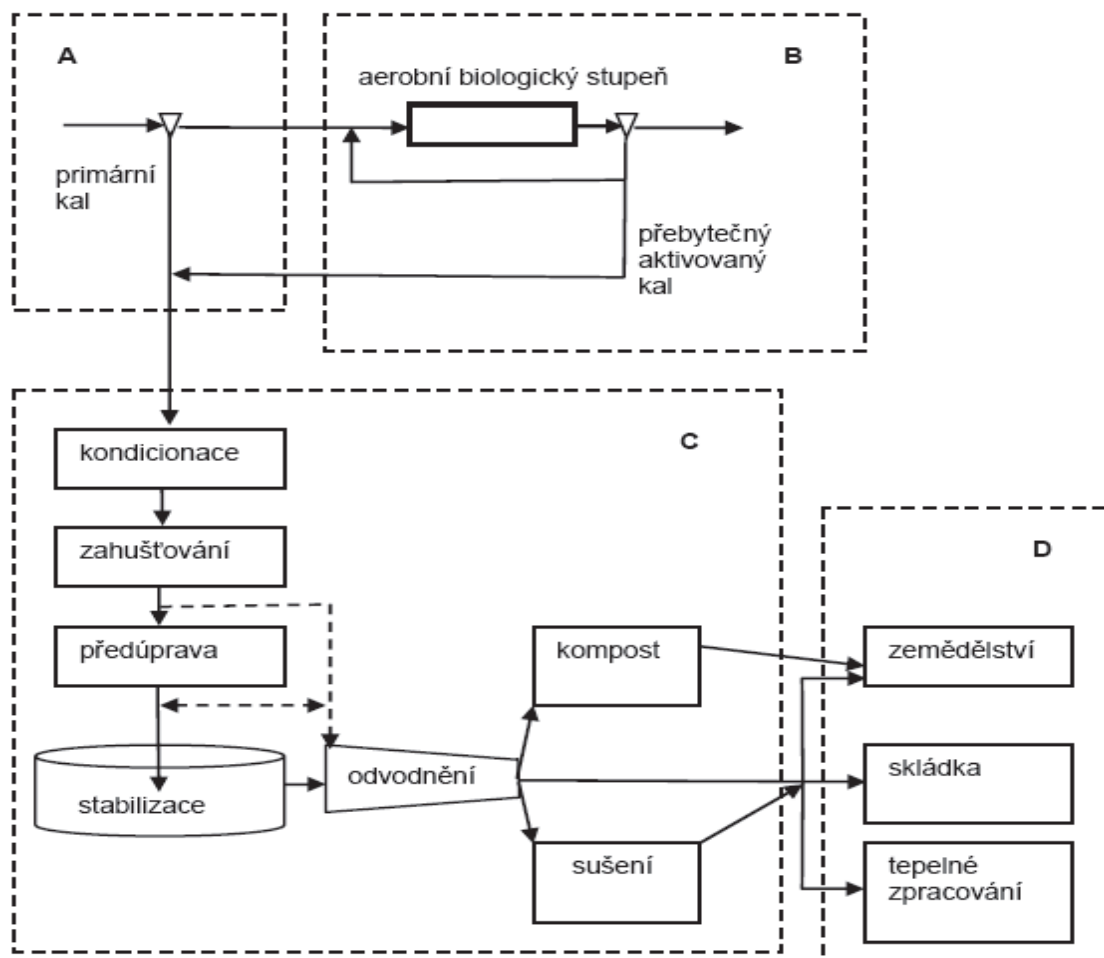 A
B
aerobní biologický stupeň
primární
kal
přebytečný
aktivovaný
kal
C
kondicionace
zahušťování
předúprava
stabilizace
odvodnění
kompost
sušení
D
zemědělství
skládka
tepelné
zpracování